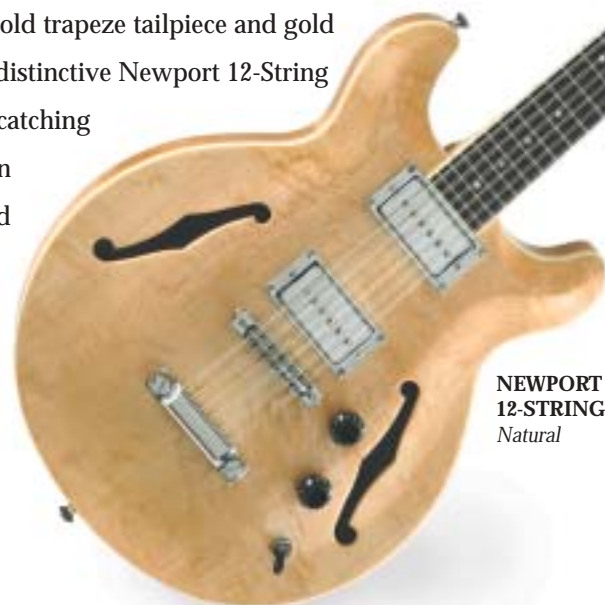 old trapeze tailpiece and gold
distinctive Newport 12-String
catching
n
d
NEWPORT
12-STRING
Natural